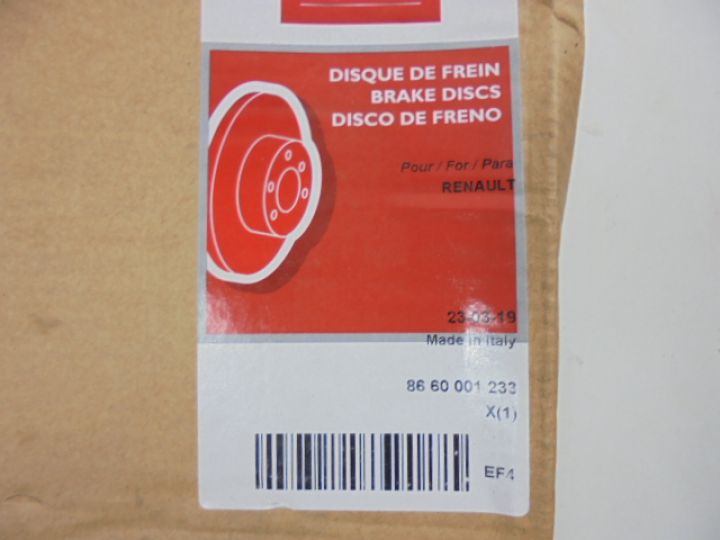 DISQUE DE FREIN
BRAKE DISCS
DISCO DE FRENO
Pour / For / Para
RENAULT
23-03-19
Made in Italy
86 60 001 233
X(1)
EF4